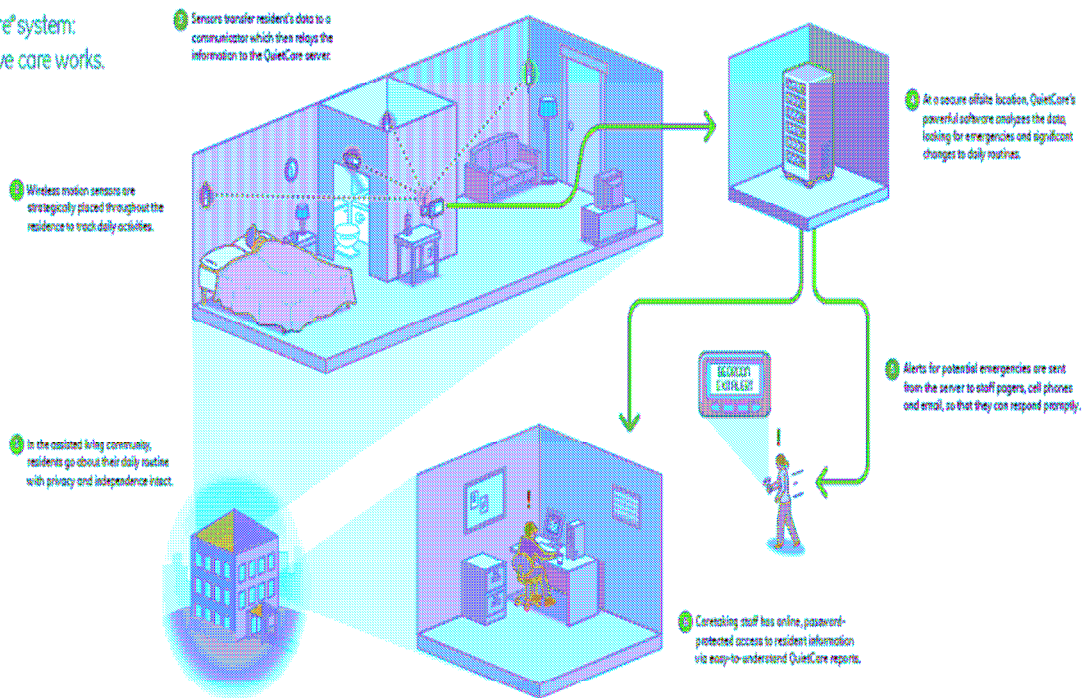 re® system:
ve care works.
Sensors transfer resident's data to a
communicator which then relays the
information to the QuietCare server.
At a secure offsite location, QuietCare's
powerful software analyzes the data,
looking for emergencies and significant
changes to daily routines.
Wireless motion sensors are
strategically placed throughout the
residence to track daily activities.
Alerts for potential emergencies are sent
from the server to staff pagers, cell phones
and email, so that they can respond promptly.
In the assisted living community,
residents go about their daily routine
with privacy and independence intact.
Caretaking staff has online, password-
protected access to resident information
via easy-to-understand QuietCare reports.